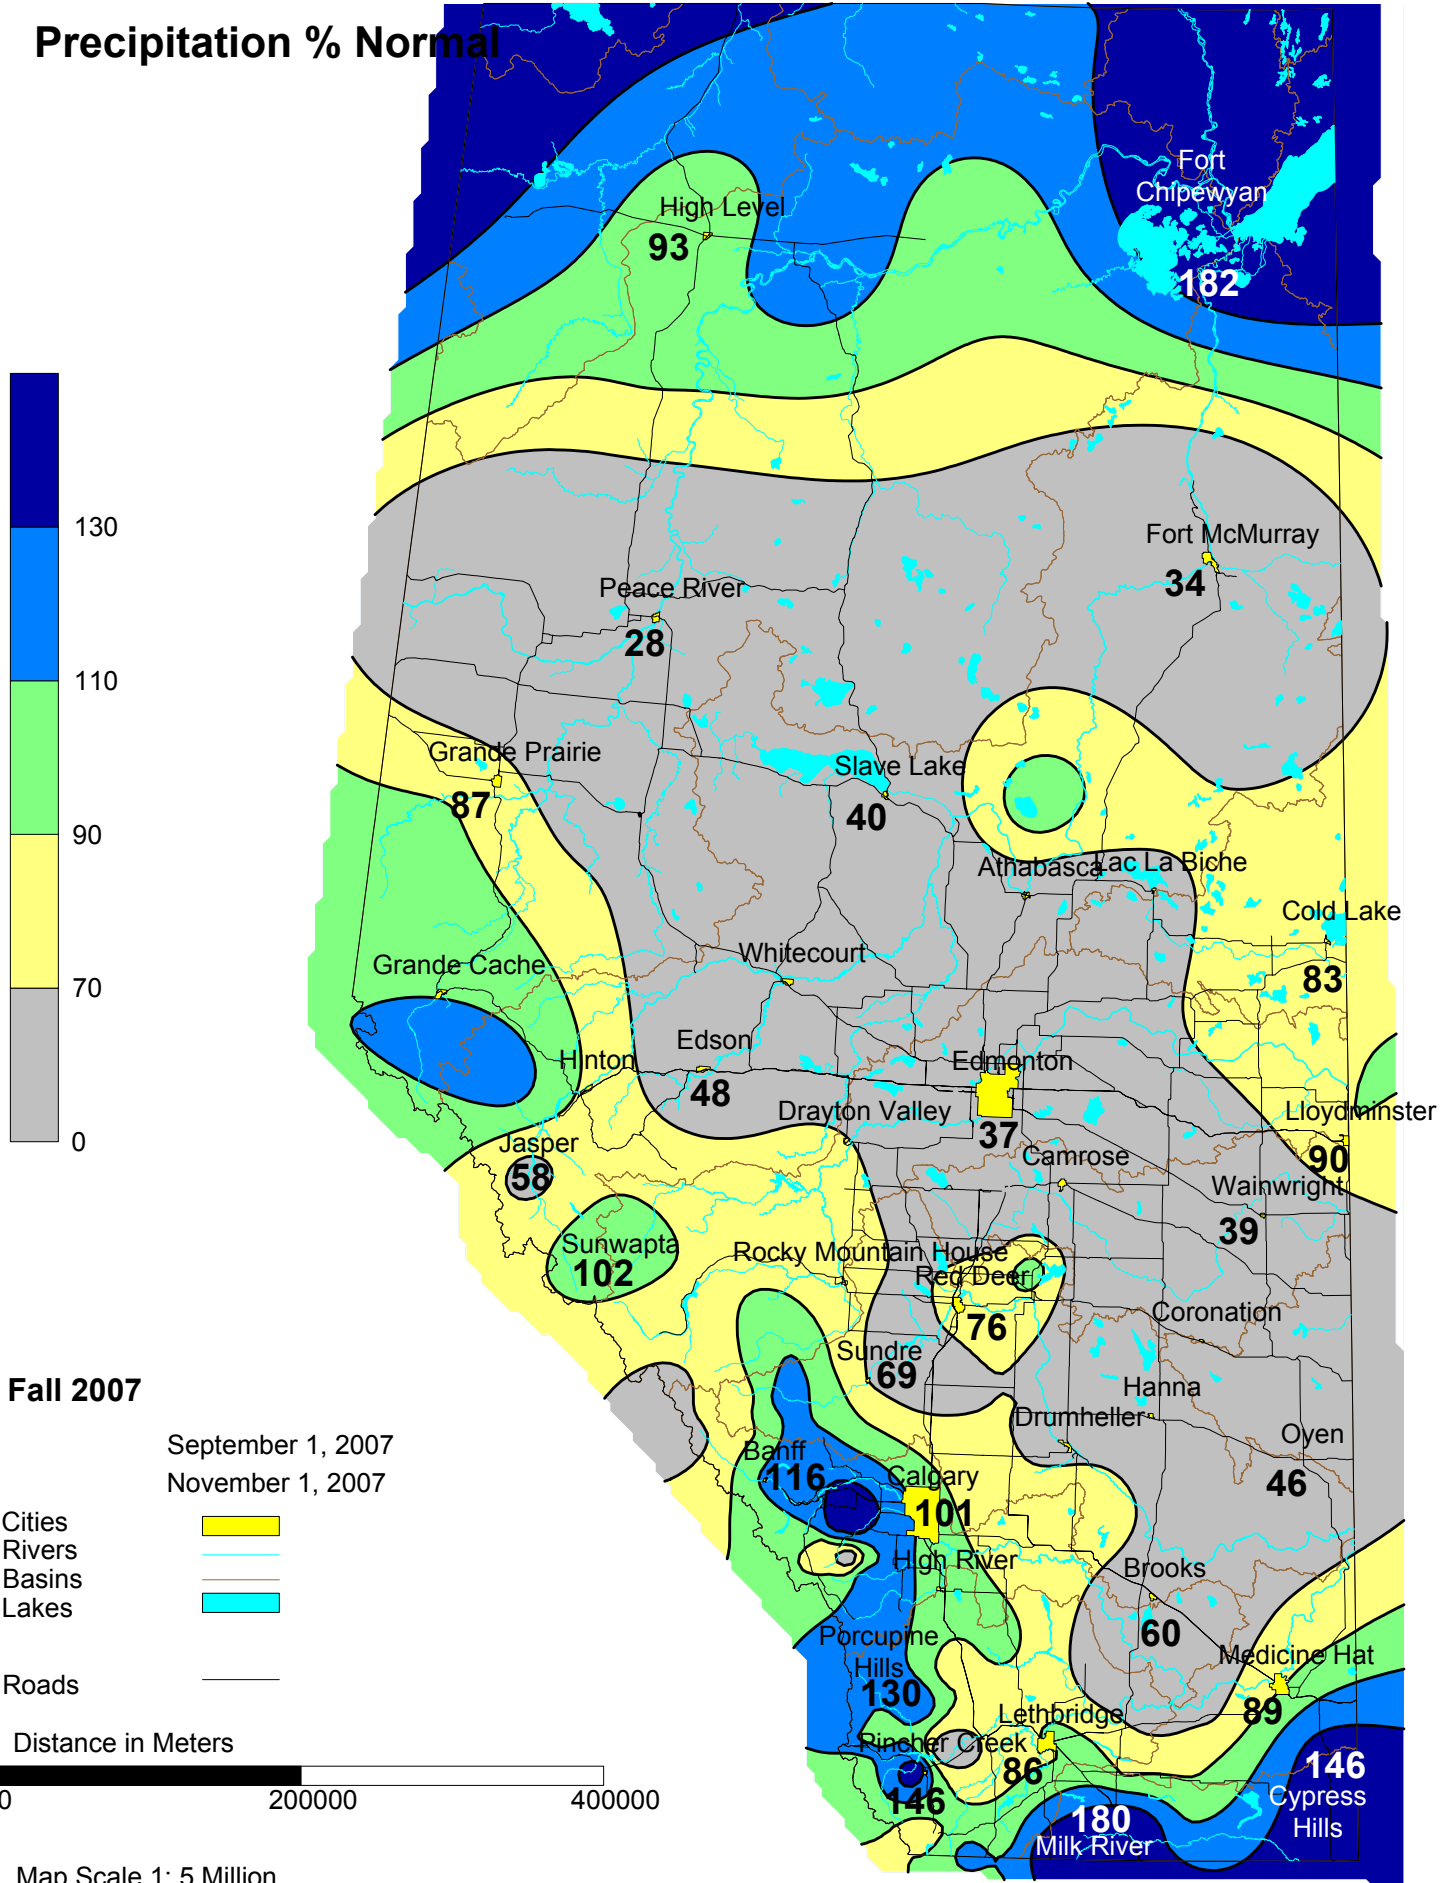 Precipitation % Normal
Fort
Chipewyan
182
High Level
93
130
110
90
70
0
Fort McMurray
34
Peace River
28
Grande Prairie
87
Slave Lake
40
Athabasca
Lac La Biche
Cold Lake
83
Whitecourt
Grande Cache
Edson
48
Hinton
Edmonton
37
Drayton Valley
Lloydminster
90
Jasper
58
Camrose
Wainwright
39
Sunwapta
102
Rocky Mountain House
Red Deer
76
Coronation
Sundre
69
Hanna
Drumheller
Oyen
46
Banff
116
Calgary
101
High River
Brooks
60
Porcupine
Hills
130
Medicine Hat
89
Lethbridge
86
Pincher Creek
146
146
Cypress
Hills
180
Milk River
Fall 2007
September 1, 2007
November 1, 2007
Cities
Rivers
Basins
Lakes
Roads
Distance in Meters
0 200000 400000
Map Scale 1: 5 Million